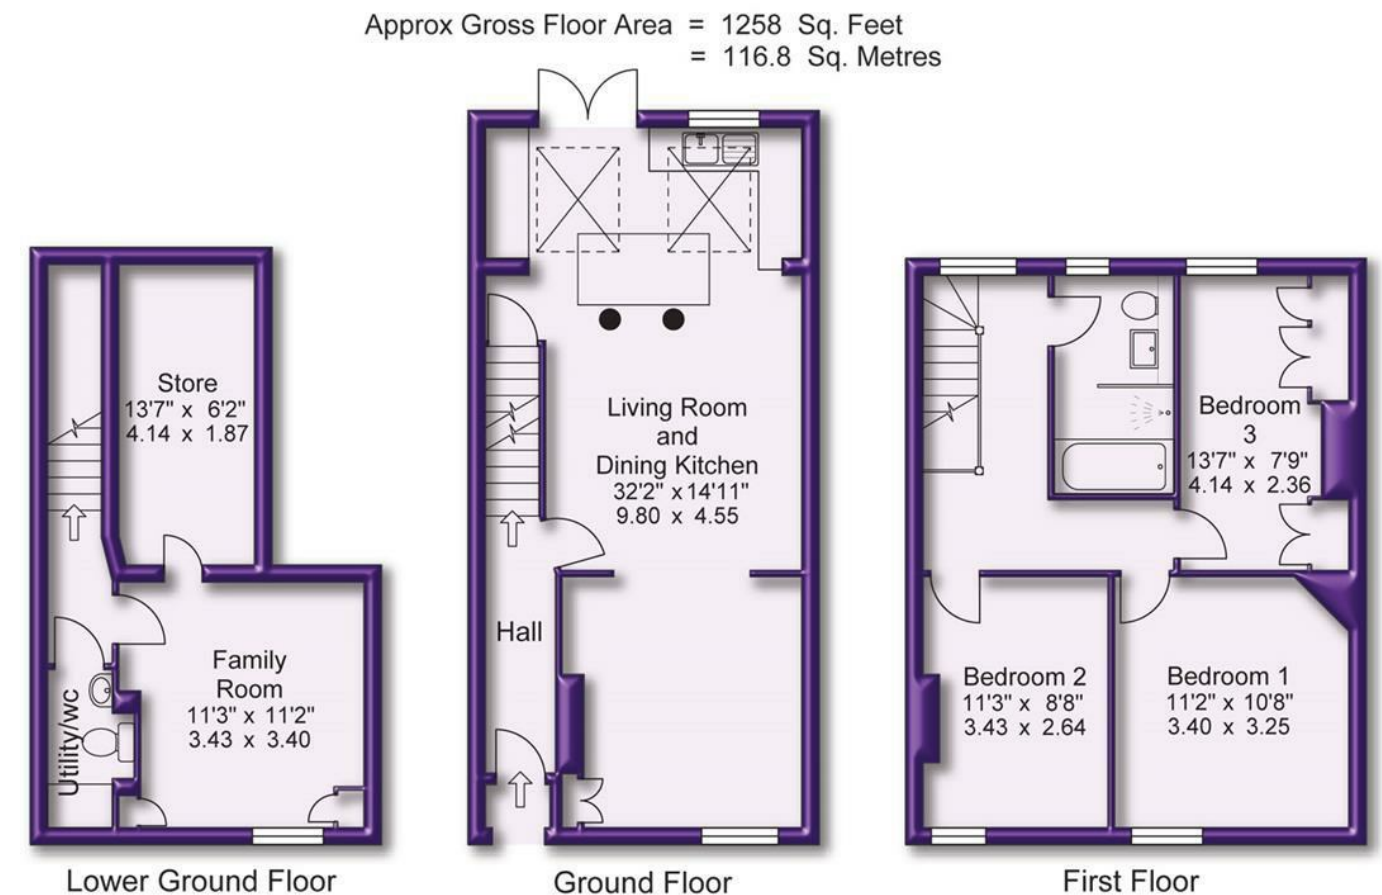 Approx Gross Floor Area = 1258 Sq. Feet
= 116.8 Sq. Metres
Store
13'7" x 6'2"
4.14 x 1.87
Family
Room
11'3" x 11'2"
3.43 x 3.40
Utility/wc
Lower Ground Floor
Living Room
and
Dining Kitchen
32'2" x 14'11"
9.80 x 4.55
Hall
Ground Floor
Bedroom
3
13'7" x 7'9"
4.14 x 2.36
Bedroom 2
11'3" x 8'8"
3.43 x 2.64
Bedroom 1
11'2" x 10'8"
3.40 x 3.25
First Floor